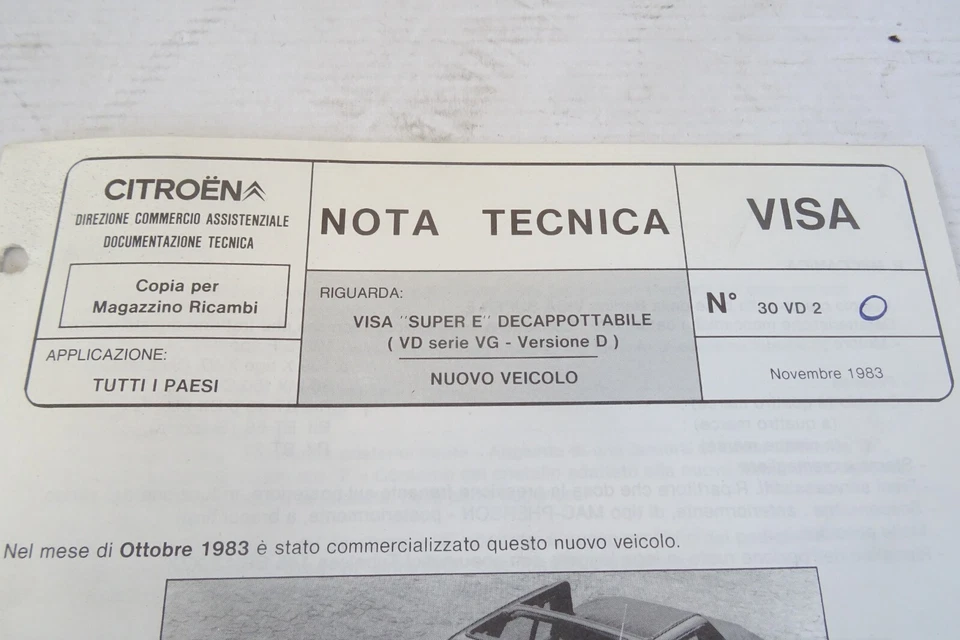 CITROËN
DIREZIONE COMMERCIO ASSISTENZIALE
DOCUMENTAZIONE TECNICA
Copia per
Magazzino Ricambi
APPLICAZIONE:
TUTTI I PAESI
NOTA TECNICA
RIGUARDA:
VISA "SUPER E" DECAPPOTTABILE
( VD serie VG - Versione D )
NUOVO VEICOLO
VISA
N° 30 VD 2 O
Novembre 1983
Nel mese di Ottobre 1983 è stato commercializzato questo nuovo veicolo.